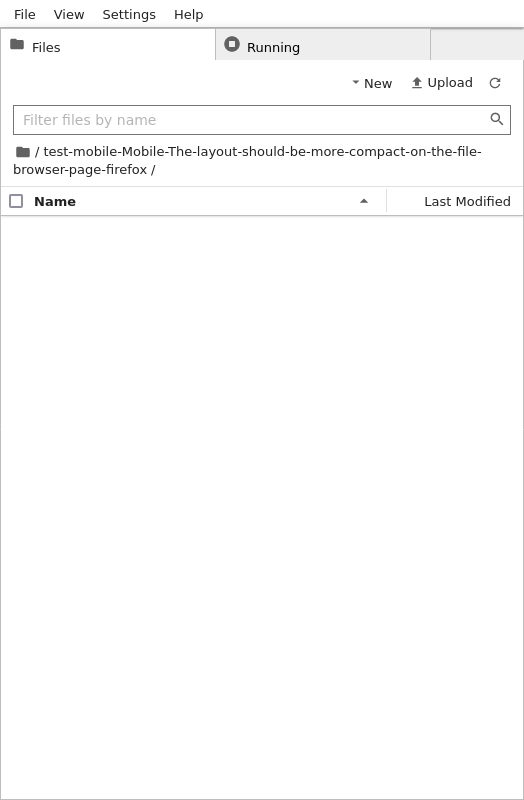 File View Settings Help
Files Running
New Upload
Filter files by name
/ test-mobile-Mobile-The-layout-should-be-more-compact-on-the-file-
browser-page-firefox /
Name Last Modified